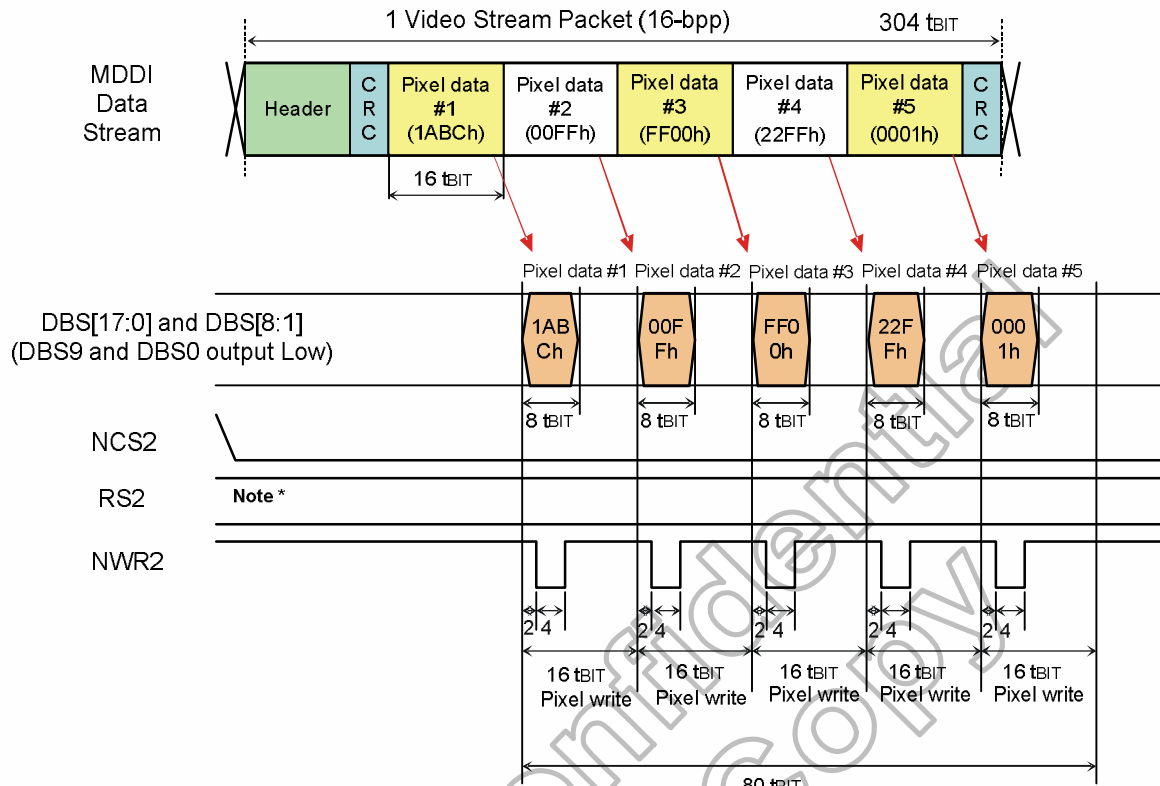 1 Video Stream Packet (16-bpp)
304 tBIT
MDDI
Data
Stream
Header
C
R
C
Pixel data
#1
(1ABCh)
Pixel data
#2
(00FFh)
Pixel data
#3
(FF00h)
Pixel data
#4
(22FFh)
Pixel data
#5
(0001h)
C
R
C
16 tBIT
Pixel data #1
Pixel data #2
Pixel data #3
Pixel data #4
Pixel data #5
DBS[17:0] and DBS[8:1]
(DBS9 and DBS0 output Low)
1AB
Ch
00F
Fh
FF0
0h
22F
Fh
000
1h
8 tBIT
8 tBIT
8 tBIT
8 tBIT
8 tBIT
NCS2
RS2
Note *
NWR2
2 4
2 4
2 4
2 4
2 4
16 tBIT
Pixel write
16 tBIT
Pixel write
16 tBIT
Pixel write
16 tBIT
Pixel write
16 tBIT
Pixel write
80 tBIT
Confidential
Copy